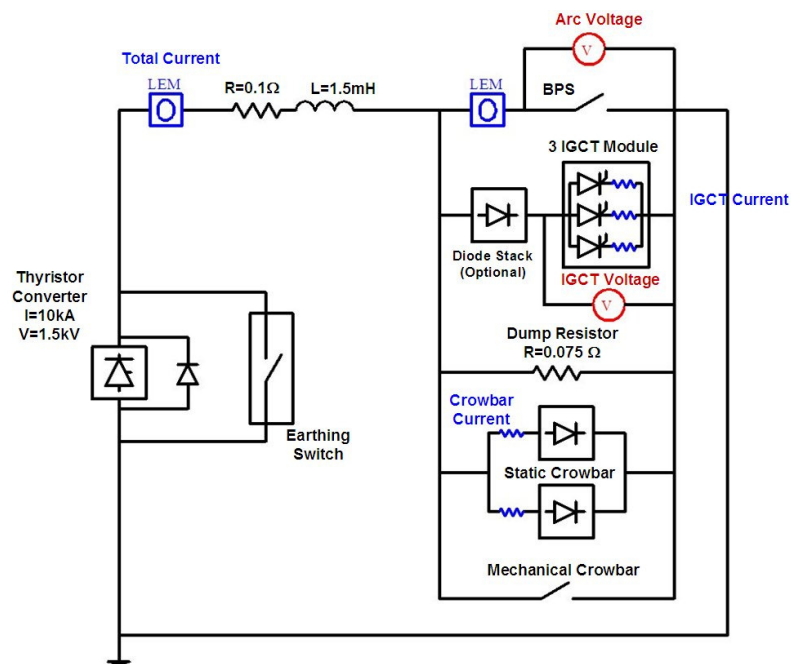 Arc Voltage
V
Total Current
LEM
R=0.1Ω
L=1.5mH
LEM
BPS
3 IGCT Module
IGCT Current
Diode Stack
(Optional)
IGCT Voltage
V
Thyristor
Converter
I=10kA
V=1.5kV
Dump Resistor
R=0.075 Ω
Crowbar
Current
Earthing
Switch
Static Crowbar
Mechanical Crowbar